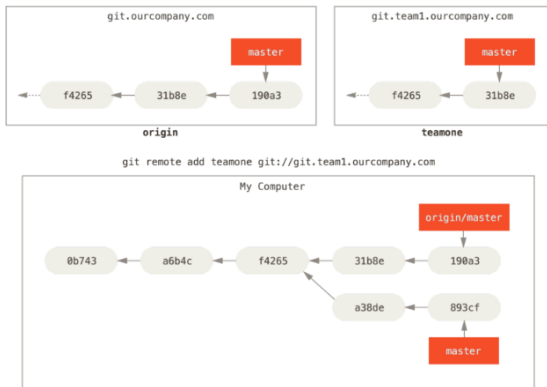 git.ourcompany.com
master
f4265 31b8e 190a3
origin
git.team1.ourcompany.com
master
f4265 31b8e
teamone
git remote add teamone git://git.team1.ourcompany.com
My Computer
origin/master
0b743 a6b4c f4265 31b8e 190a3
a38de 893cf
master